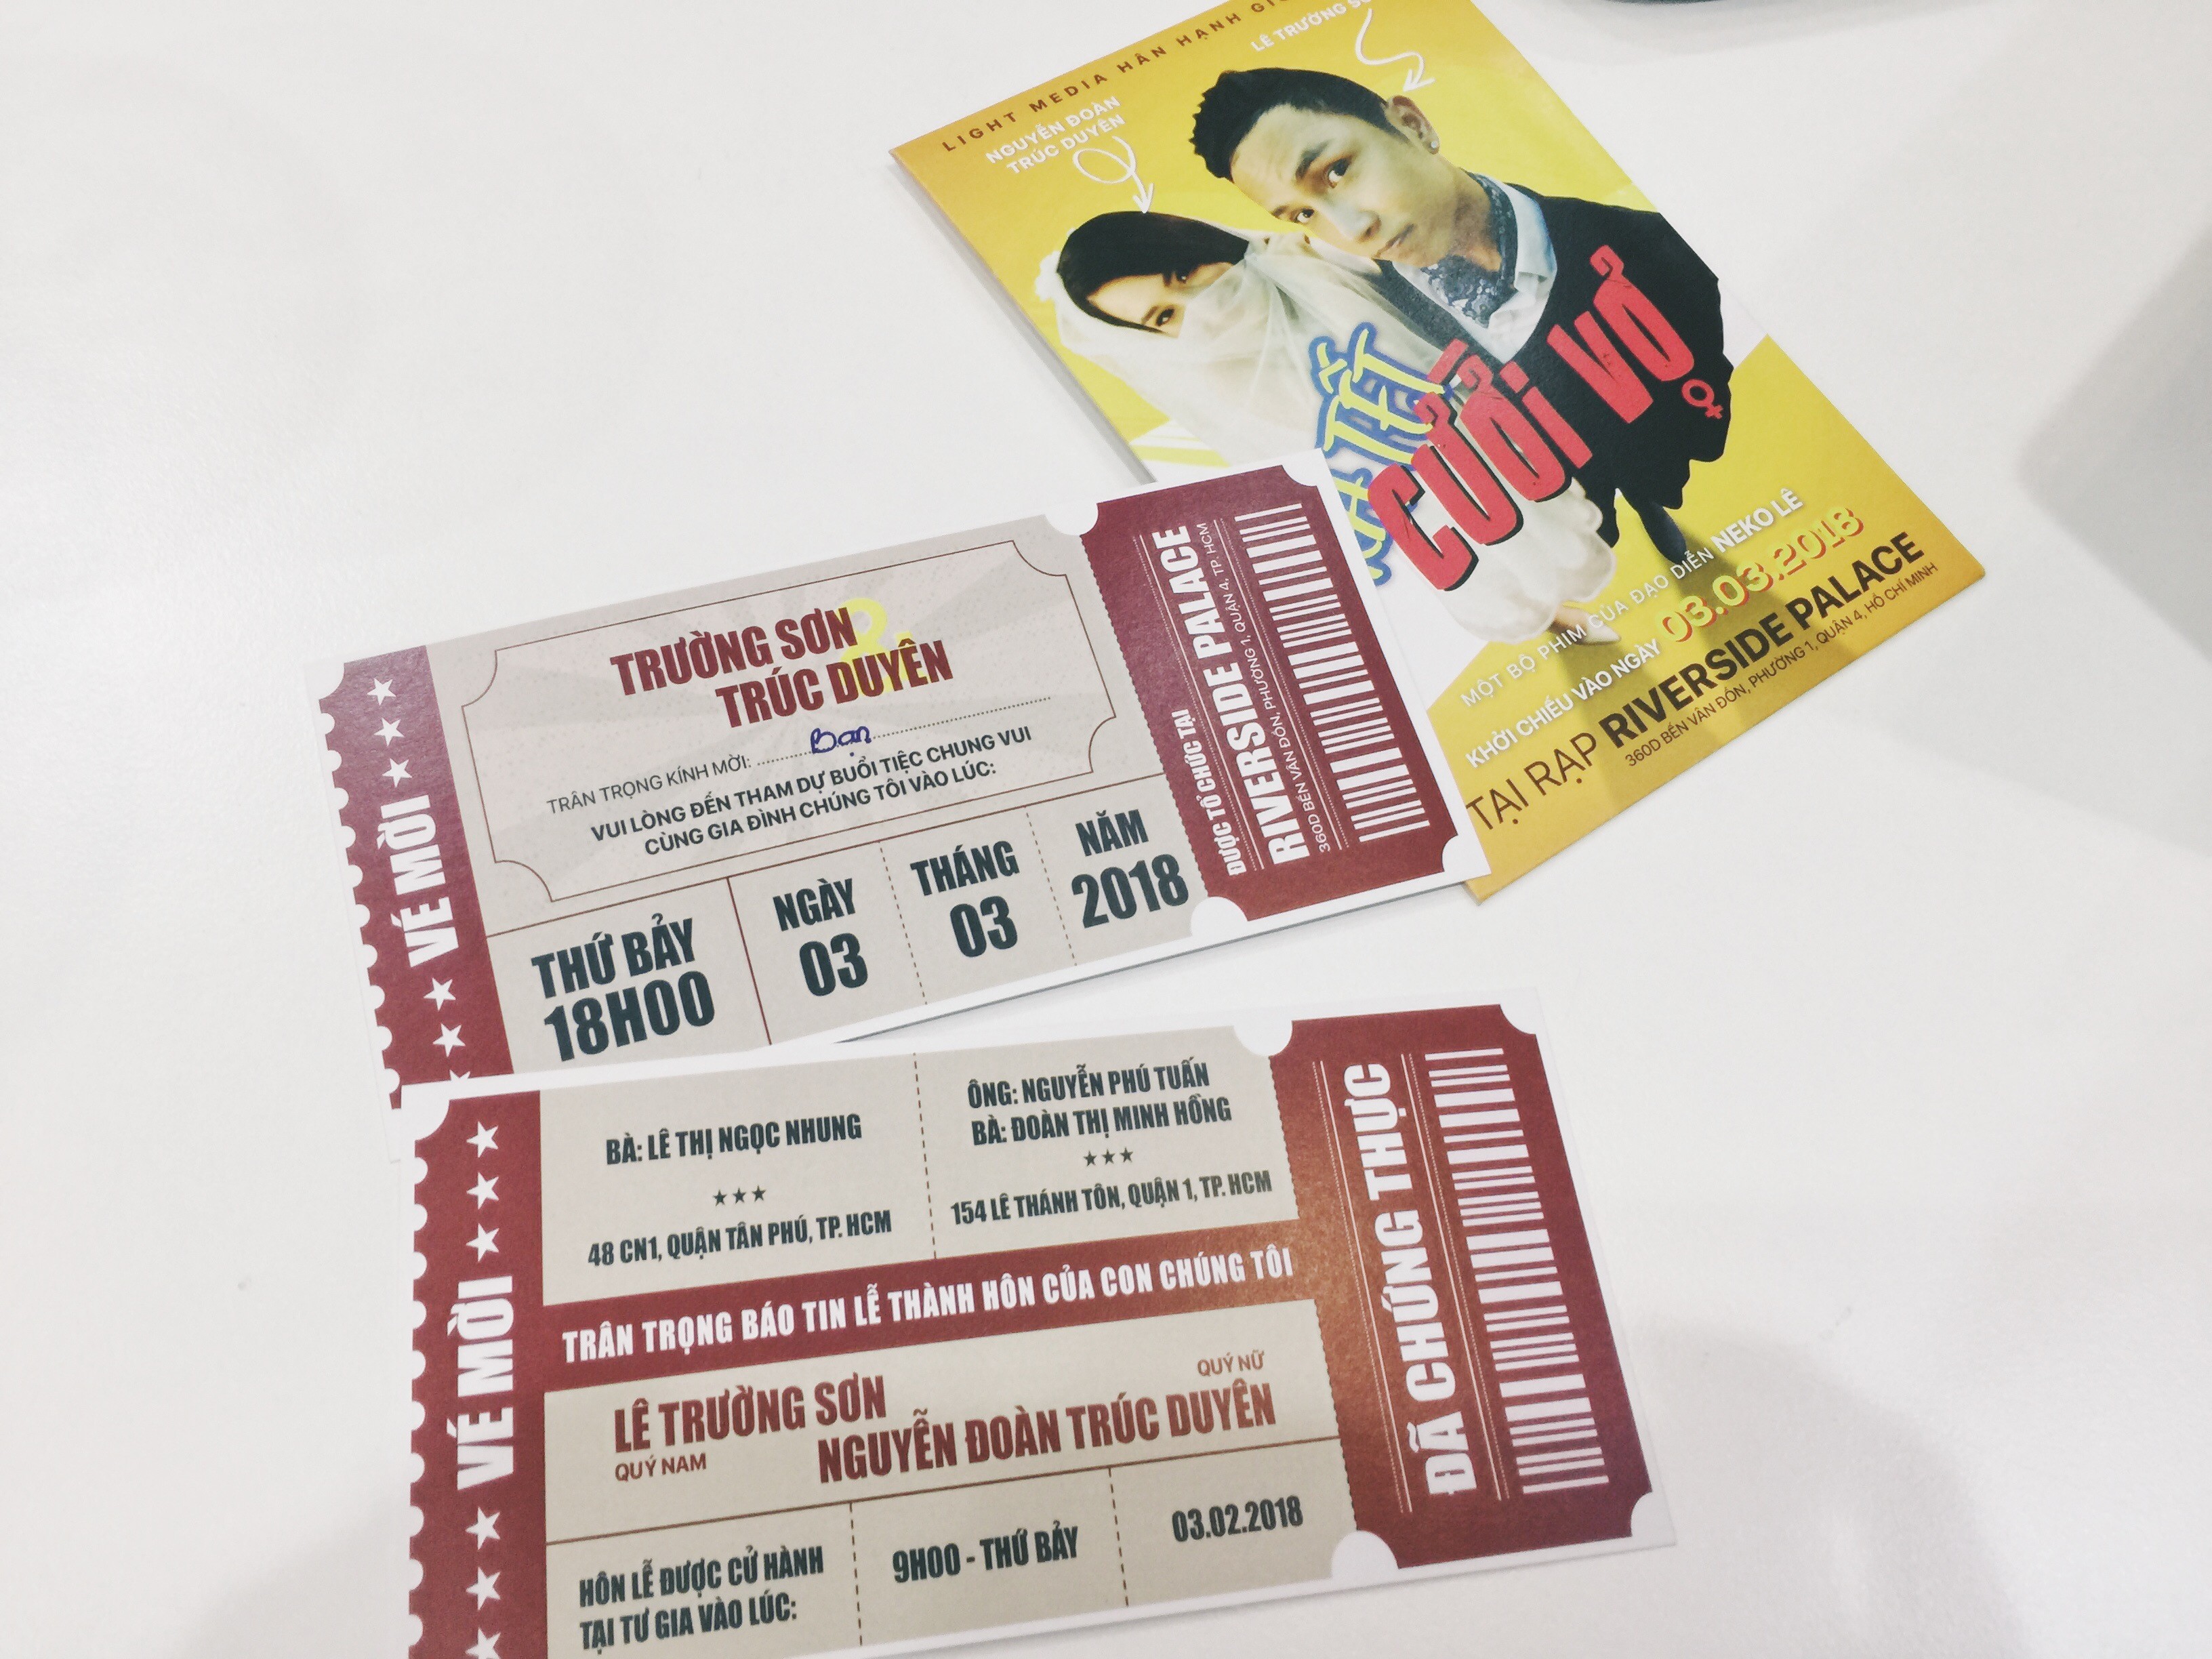 LIGHT MEDIA HÂN HẠNH
NGUYỄN ĐOÀN
TRÚC DUYÊN
LÊ TRƯỜNG
TẾT
CƯỠI VỢ
MỘT BỘ PHIM CỦA ĐẠO DIỄN NEKO LÊ
KHỞI CHIẾU VÀO NGÀY 03.03.2018
TẠI RẠP RIVERSIDE PALACE
360D BẾN VÂN ĐỒN, PHƯỜNG 1, QUẬN 4, HỒ CHÍ MINH
VÉ MỜI
TRƯỜNG SƠN
&
TRÚC DUYÊN
TRÂN TRỌNG KÍNH MỜI: Bạn
VUI LÒNG ĐẾN THAM DỰ BUỔI TIỆC CHUNG VUI
CÙNG GIA ĐÌNH CHÚNG TÔI VÀO LÚC:
THỨ BẢY
18H00
NGÀY
03
THÁNG
03
NĂM
2018
ĐƯỢC TỔ CHỨC TẠI
RIVERSIDE PALACE
360D BẾN VÂN ĐỒN, PHƯỜNG 1, QUẬN 4, TP. HCM
VÉ MỜI
BÀ: LÊ THỊ NGỌC NHUNG
48 CN1, QUẬN TÂN PHÚ, TP. HCM
ÔNG: NGUYỄN PHÚ TUẤN
BÀ: ĐOÀN THỊ MINH HỒNG
154 LÊ THÁNH TÔN, QUẬN 1, TP. HCM
TRÂN TRỌNG BÁO TIN LỄ THÀNH HÔN CỦA CON CHÚNG TÔI
LÊ TRƯỜNG SƠN
QUÝ NAM
QUÝ NỮ
NGUYỄN ĐOÀN TRÚC DUYÊN
HÔN LỄ ĐƯỢC CỬ HÀNH
TẠI TƯ GIA VÀO LÚC:
9H00 - THỨ BẢY
03.02.2018
ĐÃ CHỨNG THỰC